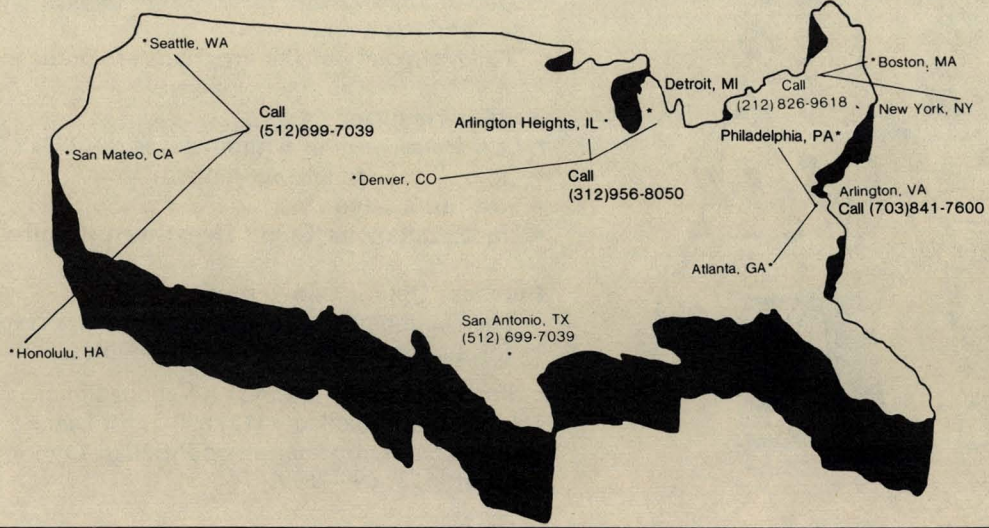 *Seattle, WA
Call
(512)699-7039
*San Mateo, CA
*Honolulu, HA
*Denver, CO
Arlington Heights, IL *
Detroit, MI
*
Call
(312)956-8050
San Antonio, TX
(512) 699-7039
*
Call
(212) 826-9618
*Boston, MA
New York, NY
Philadelphia, PA*
Arlington, VA
Call (703)841-7600
Atlanta, GA*